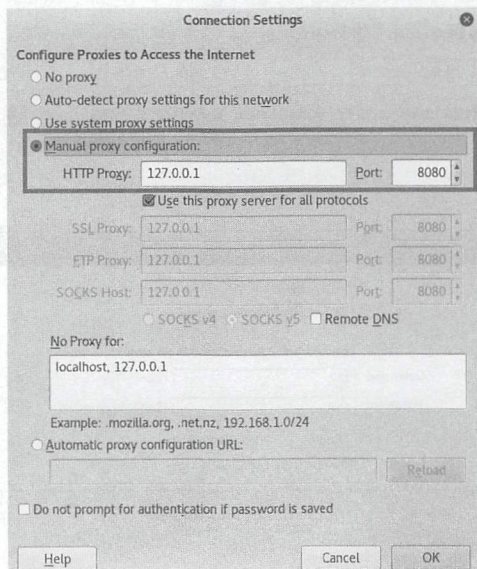 Connection Settings
Configure Proxies to Access the Internet
No proxy
Auto-detect proxy settings for this network
Use system proxy settings
Manual proxy configuration:
HTTP Proxy: 127.0.0.1 Port: 8080
Use this proxy server for all protocols
SSL Proxy: 127.0.0.1 Port: 8080
FTP Proxy: 127.0.0.1 Port: 8080
SOCKS Host: 127.0.0.1 Port: 8080
SOCKS v4 SOCKS v5 Remote DNS
No Proxy for:
localhost, 127.0.0.1
Example: .mozilla.org, .net.nz, 192.168.1.0/24
Automatic proxy configuration URL:
Reload
Do not prompt for authentication if password is saved
Help Cancel OK